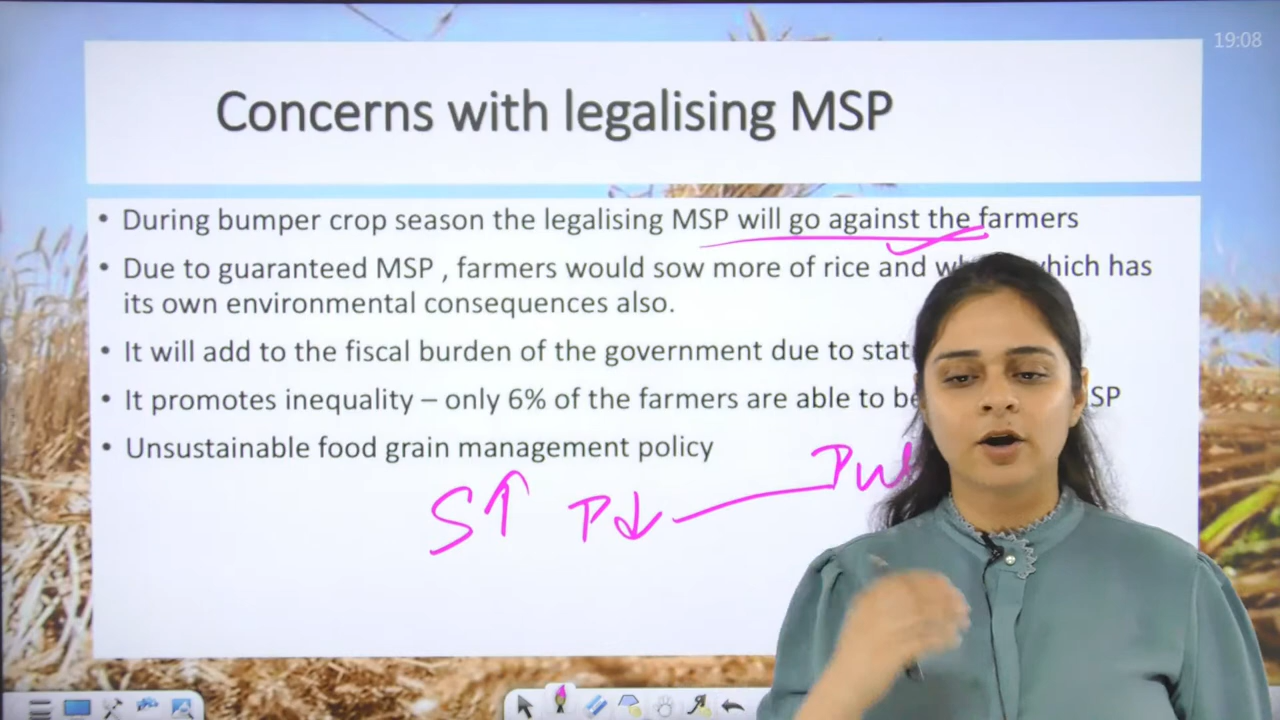 19:08
Concerns with legalising MSP
• During bumper crop season the legalising MSP will go against the farmers
• Due to guaranteed MSP , farmers would sow more of rice and which has
its own environmental consequences also.
• It will add to the fiscal burden of the government due to
• It promotes inequality – only 6% of the farmers are able to SP
• Unsustainable food grain management policy
S↑ P↓